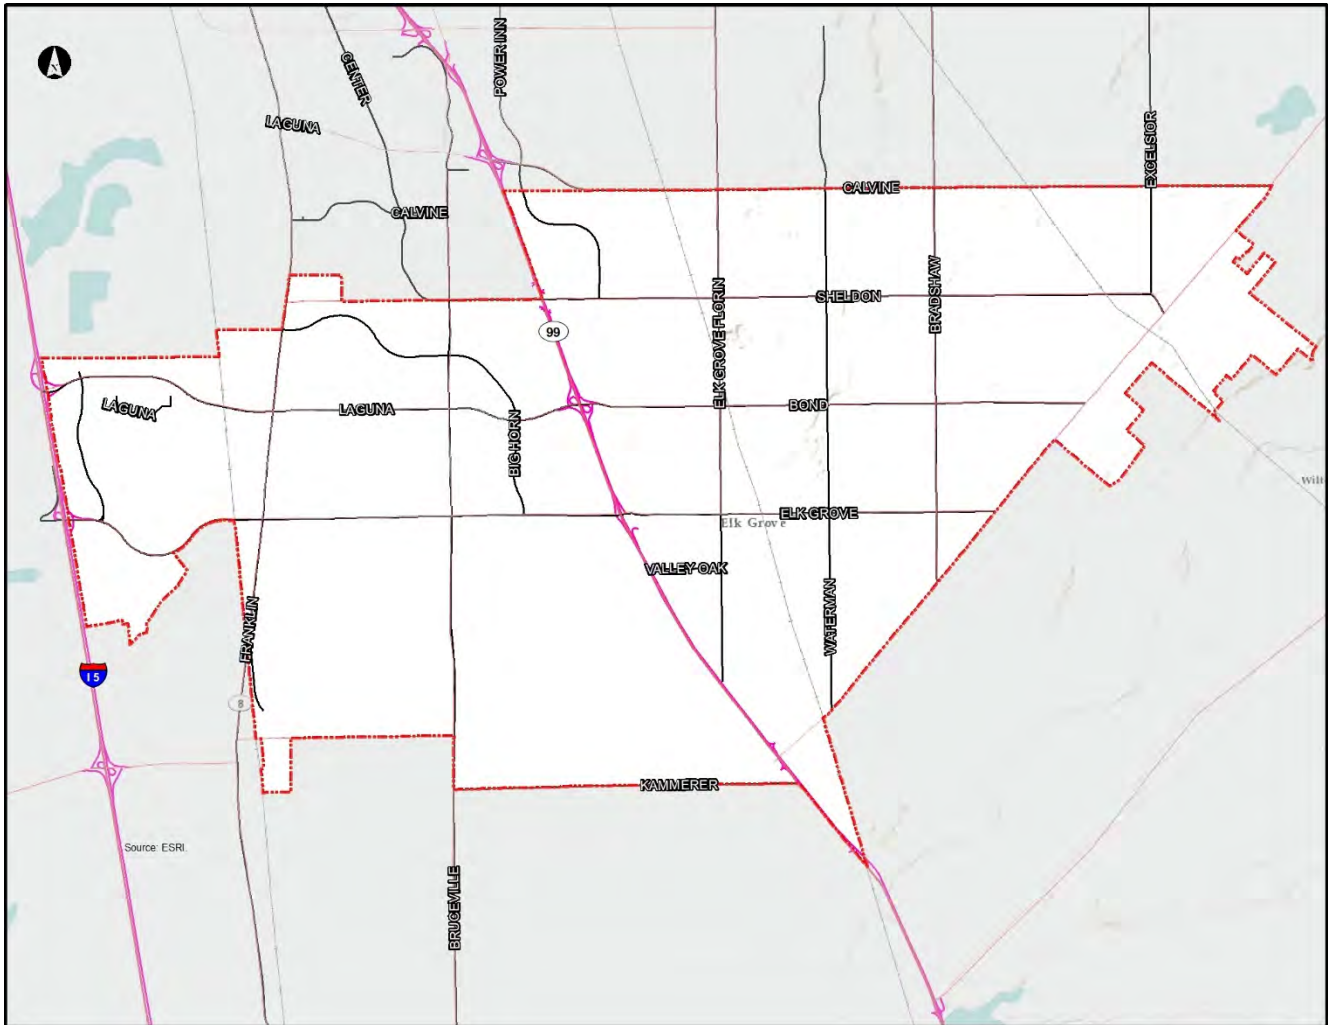 N
CENTER
POWER INN
LAGUNA
EXCELSIOR
CALVINE
CALVINE
ELK GROVE-FLORIN
BRADSHAW
SHELDON
99
LAGUNA
LAGUNA
BOND
BIG HORN
ELK GROVE
Elk Grove
VALLEY OAK
WATERMAN
FRANKLIN
I 5
8
KAMMERER
Source: ESRI.
BRUCEVILLE